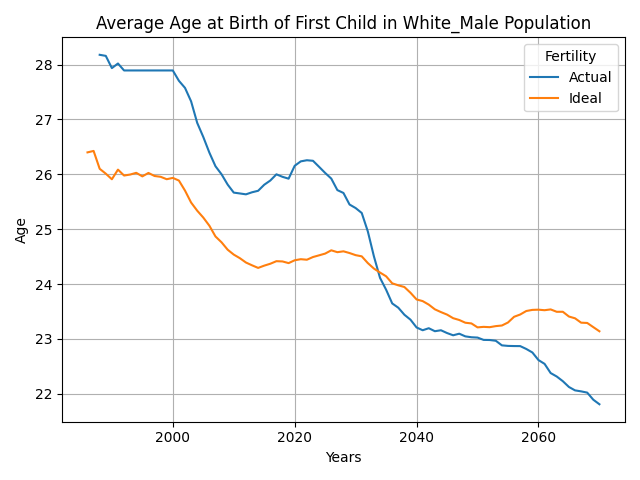 Average Age at Birth of First Child in White_Male Population
Fertility
Actual
Ideal
Age
28
27
26
25
24
23
22
2000
2020
2040
2060
Years